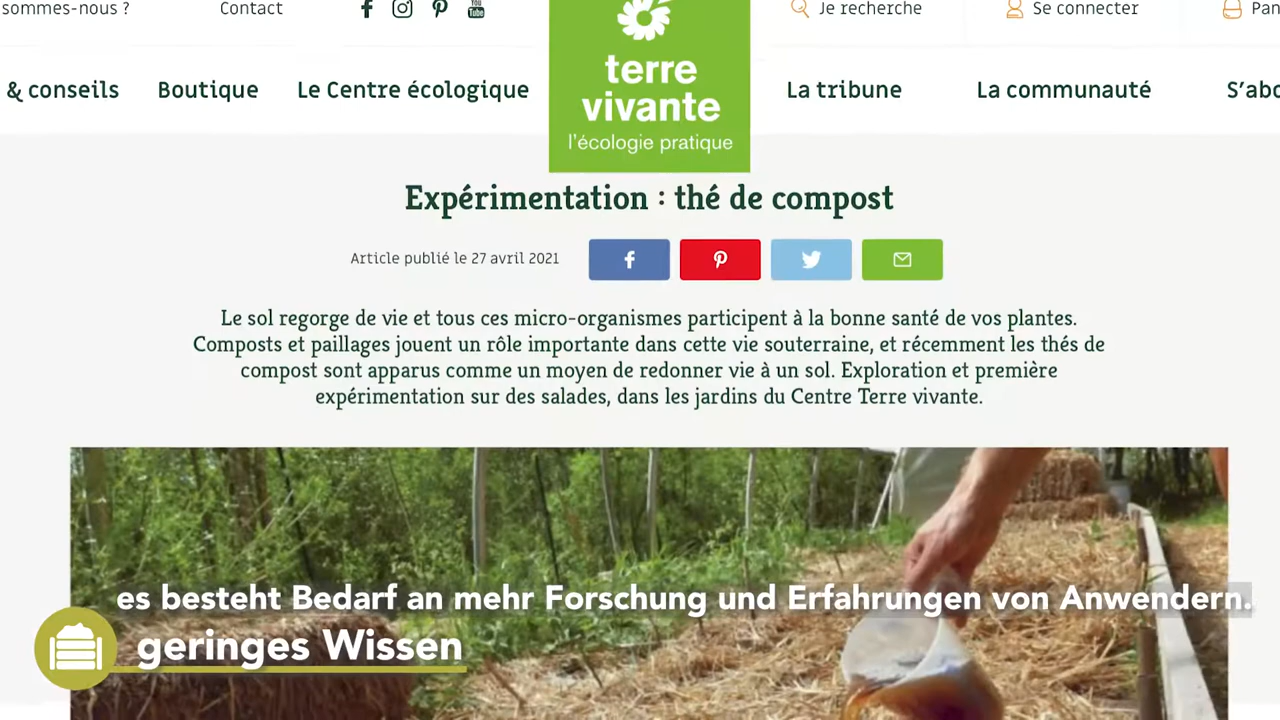 sommes-nous ?
Contact
You
Tube
Je recherche
Se connecter
Pan
& conseils
Boutique
Le Centre écologique
terre
vivante
l'écologie pratique
La tribune
La communauté
S'abo
Expérimentation : thé de compost
Article publié le 27 avril 2021
Le sol regorge de vie et tous ces micro-organismes participent à la bonne santé de vos plantes.
Composts et paillages jouent un rôle importante dans cette vie souterraine, et récemment les thés de
compost sont apparus comme un moyen de redonner vie à un sol. Exploration et première
expérimentation sur des salades, dans les jardins du Centre Terre vivante.
es besteht Bedarf an mehr Forschung und Erfahrungen von Anwendern.
geringes Wissen